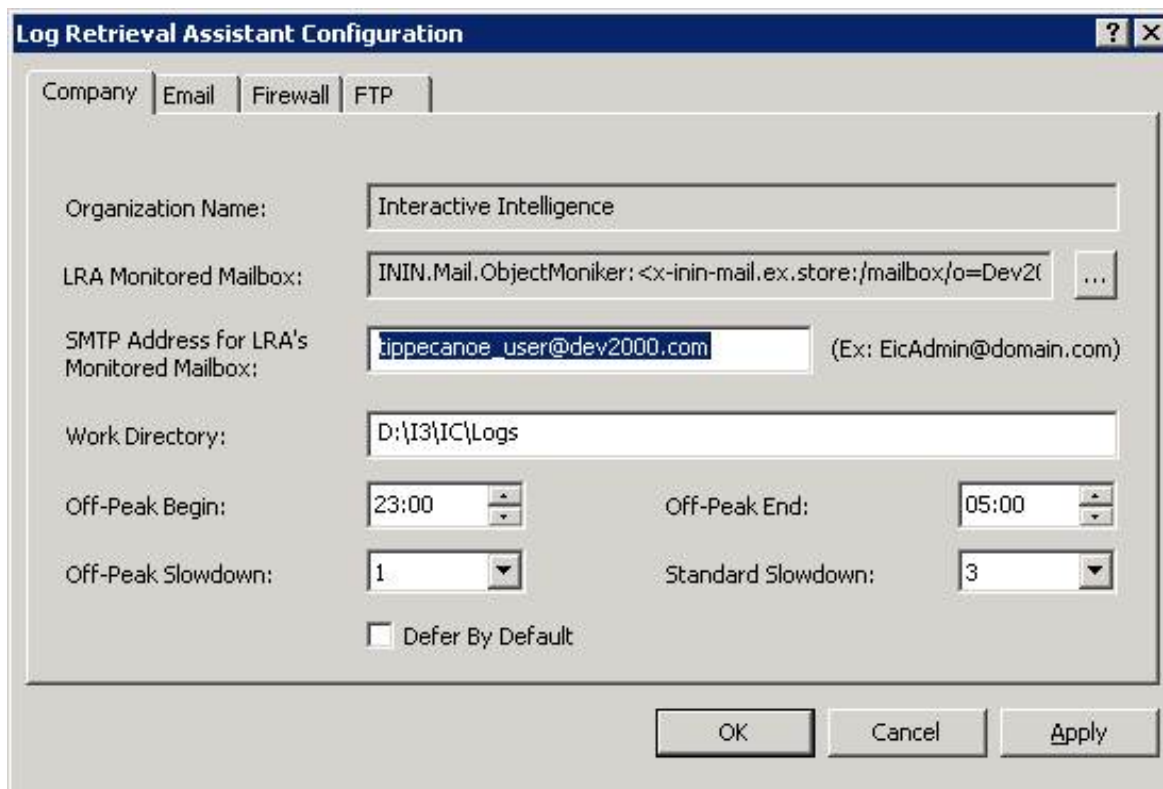 Log Retrieval Assistant Configuration
Company Email Firewall FTP
Organization Name: Interactive Intelligence
LRA Monitored Mailbox: ININ.Mail.ObjectMoniker:<x-inin-mail.ex.store:/mailbox/o=Dev20 ...
SMTP Address for LRA's
Monitored Mailbox: tippecanoe_user@dev2000.com (Ex: EicAdmin@domain.com)
Work Directory: D:\I3\IC\Logs
Off-Peak Begin: 23:00 Off-Peak End: 05:00
Off-Peak Slowdown: 1 Standard Slowdown: 3
Defer By Default
OK Cancel Apply